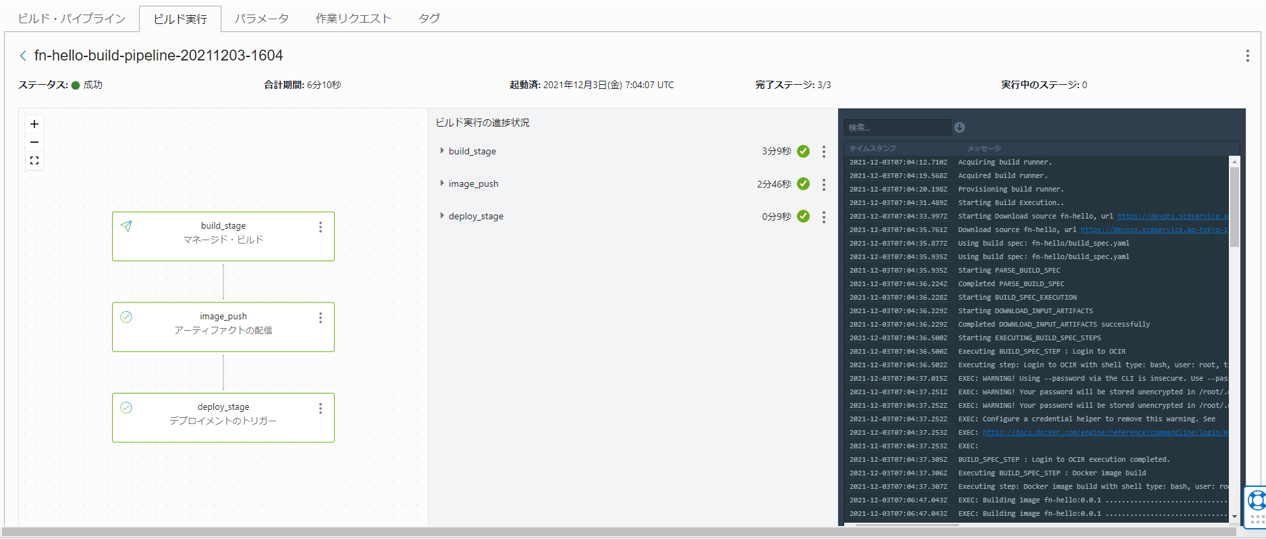 ビルド・パイプライン ビルド実行 パラメータ 作業リクエスト タグ
fn-hello-build-pipeline-20211203-1604
ステータス: 成功 合計期間: 6分10秒 起動済: 2021年12月3日(金) 7:04:07 UTC 完了ステージ: 3/3 実行中のステージ: 0
build_stage
マネージド・ビルド
image_push
アーティファクトの配信
deploy_stage
デプロイメントのトリガー
ビルド実行の進捗状況
build_stage 3分9秒
image_push 2分46秒
deploy_stage 0分9秒
検索...
タイムスタンプ メッセージ
2021-12-03T07:04:12.710Z Acquiring build runner.
2021-12-03T07:04:19.568Z Acquired build runner.
2021-12-03T07:04:20.198Z Provisioning build runner.
2021-12-03T07:04:31.489Z Starting Build Execution..
2021-12-03T07:04:33.997Z Starting Download source fn-hello, url https://devops.scmservice.a
2021-12-03T07:04:35.761Z Download source fn-hello, url https://devops.scmservice.ap-tokyo-1
2021-12-03T07:04:35.877Z Using build spec: fn-hello/build_spec.yaml
2021-12-03T07:04:35.935Z Using build spec: fn-hello/build_spec.yaml
2021-12-03T07:04:35.935Z Starting PARSE_BUILD_SPEC
2021-12-03T07:04:36.224Z Completed PARSE_BUILD_SPEC
2021-12-03T07:04:36.228Z Starting BUILD_SPEC_EXECUTION
2021-12-03T07:04:36.229Z Starting DOWNLOAD_INPUT_ARTIFACTS
2021-12-03T07:04:36.229Z Completed DOWNLOAD_INPUT_ARTIFACTS successfully
2021-12-03T07:04:36.500Z Starting EXECUTING_BUILD_SPEC_STEPS
2021-12-03T07:04:36.500Z Executing BUILD_SPEC_STEP : Login to OCIR
2021-12-03T07:04:36.502Z Executing step: Login to OCIR with shell type: bash, user: root, t
2021-12-03T07:04:37.015Z EXEC: WARNING! Using --password via the CLI is insecure. Use --pas
2021-12-03T07:04:37.251Z EXEC: WARNING! Your password will be stored unencrypted in /root/.
2021-12-03T07:04:37.252Z EXEC: WARNING! Your password will be stored unencrypted in /root/.
2021-12-03T07:04:37.252Z EXEC: Configure a credential helper to remove this warning. See
2021-12-03T07:04:37.253Z EXEC: https://docs.docker.com/engine/reference/commandline/login/
2021-12-03T07:04:37.253Z EXEC:
2021-12-03T07:04:37.305Z BUILD_SPEC_STEP : Login to OCIR execution completed.
2021-12-03T07:04:37.306Z Executing BUILD_SPEC_STEP : Docker image build
2021-12-03T07:04:37.307Z Executing step: Docker image build with shell type: bash, user: ro
2021-12-03T07:06:47.043Z EXEC: Building image fn-hello:0.0.1 ..............................
2021-12-03T07:06:47.043Z EXEC: Building image fn-hello:0.0.1 ..............................